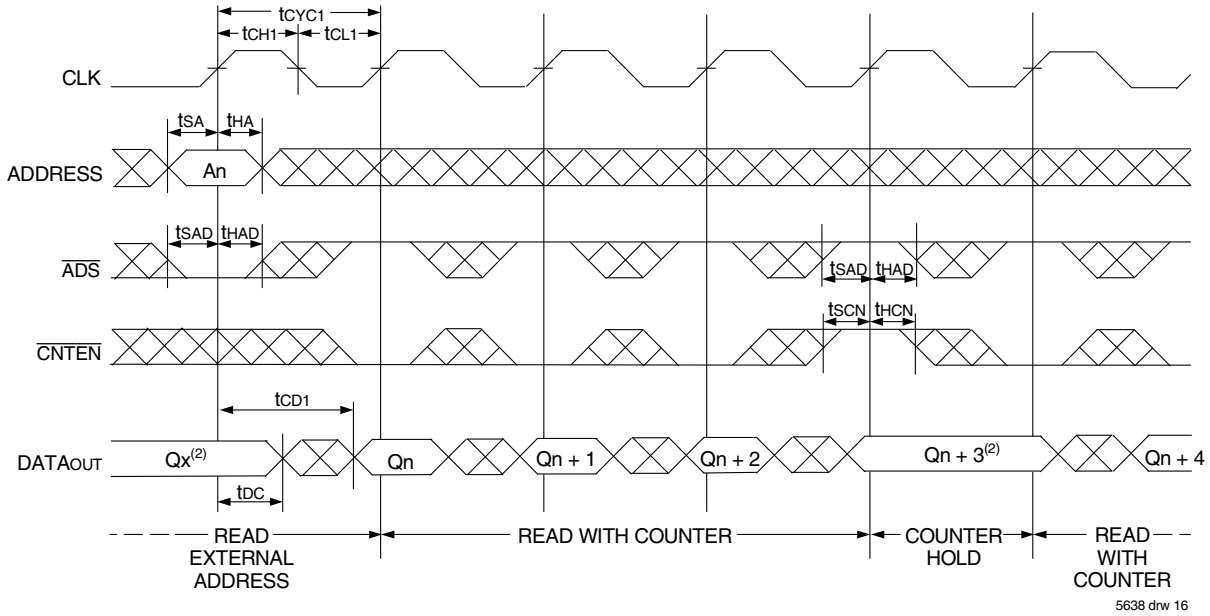 tCYC1
tCH1 tCL1
CLK
tSA tHA
ADDRESS An
tSAD tHAD
ADS
tSAD tHAD
tSCN tHCN
CNTEN
tCD1
DATAOUT Qx(2) Qn Qn + 1 Qn + 2 Qn + 3(2) Qn + 4
tDC
READ EXTERNAL ADDRESS
READ WITH COUNTER
COUNTER HOLD
READ WITH COUNTER
5638 drw 16